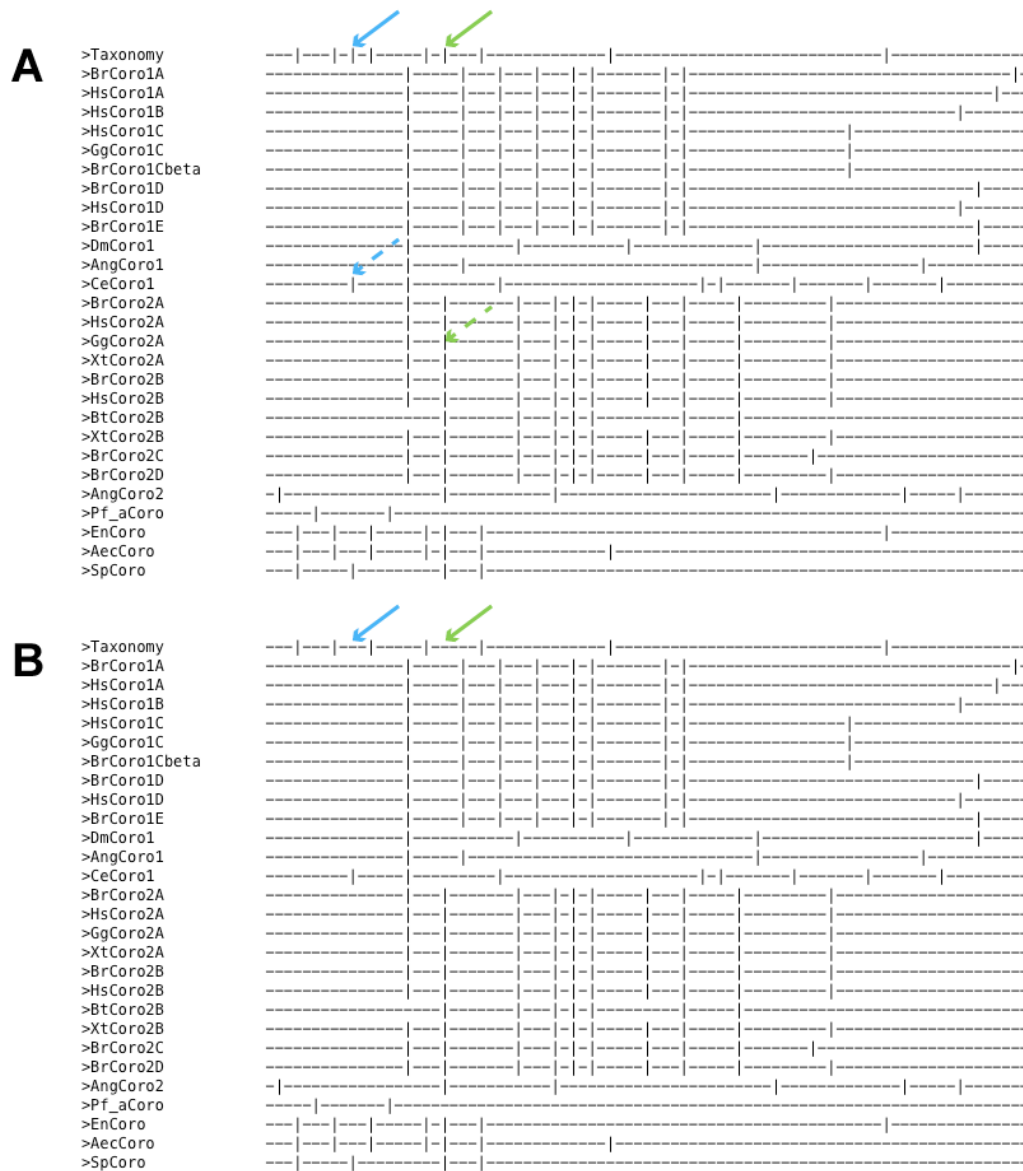 A
>Taxonomy
>BrCoro1A
>HsCoro1A
>HsCoro1B
>HsCoro1C
>GgCoro1C
>BrCoro1Cbeta
>BrCoro1D
>HsCoro1D
>BrCoro1E
>DmCoro1
>AngCoro1
>CeCoro1
>BrCoro2A
>HsCoro2A
>GgCoro2A
>XtCoro2A
>BrCoro2B
>HsCoro2B
>BtCoro2B
>XtCoro2B
>BrCoro2C
>BrCoro2D
>AngCoro2
>Pf_aCoro
>EnCoro
>AecCoro
>SpCoro
B
>Taxonomy
>BrCoro1A
>HsCoro1A
>HsCoro1B
>HsCoro1C
>GgCoro1C
>BrCoro1Cbeta
>BrCoro1D
>HsCoro1D
>BrCoro1E
>DmCoro1
>AngCoro1
>CeCoro1
>BrCoro2A
>HsCoro2A
>GgCoro2A
>XtCoro2A
>BrCoro2B
>HsCoro2B
>BtCoro2B
>XtCoro2B
>BrCoro2C
>BrCoro2D
>AngCoro2
>Pf_aCoro
>EnCoro
>AecCoro
>SpCoro